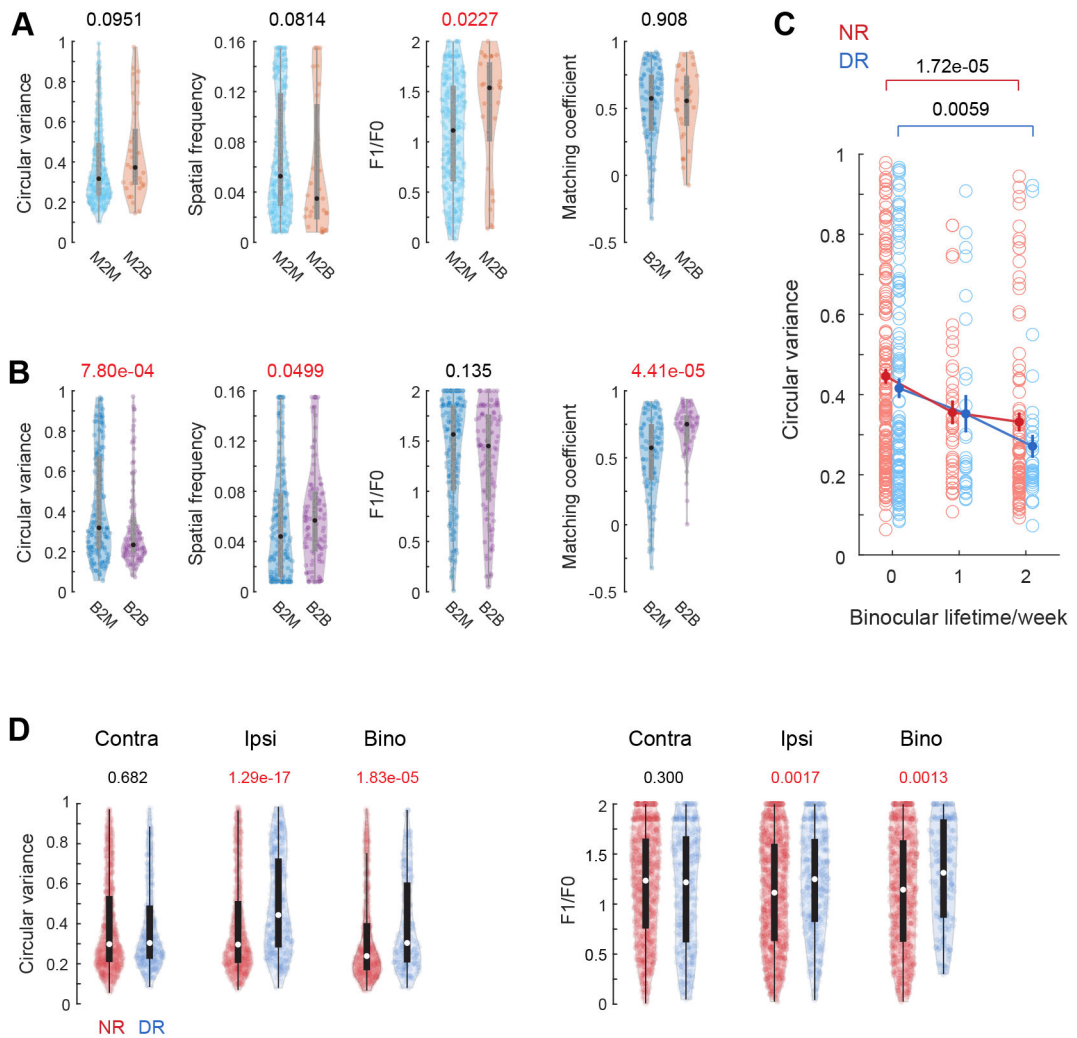 A
0.0951
Circular variance
1
0.8
0.6
0.4
0.2
0
M2M
M2B
0.0814
Spatial frequency
0.16
0.12
0.08
0.04
0
M2M
M2B
0.0227
F1/F0
2
1.5
1
0.5
0
M2M
M2B
0.908
Matching coefficient
1
0.5
0
-0.5
B2M
M2B
B
7.80e-04
Circular variance
1
0.8
0.6
0.4
0.2
0
B2M
B2B
0.0499
Spatial frequency
0.16
0.12
0.08
0.04
0
B2M
B2B
0.135
F1/F0
2
1.5
1
0.5
0
B2M
B2B
4.41e-05
Matching coefficient
1
0.5
0
-0.5
B2M
B2B
C
NR
DR
1.72e-05
0.0059
Circular variance
1
0.8
0.6
0.4
0.2
0
0 1 2
Binocular lifetime/week
D
Contra Ipsi Bino
0.682 1.29e-17 1.83e-05
Circular variance
1
0.8
0.6
0.4
0.2
0
NR DR
Contra Ipsi Bino
0.300 0.0017 0.0013
F1/F0
2
1.5
1
0.5
0